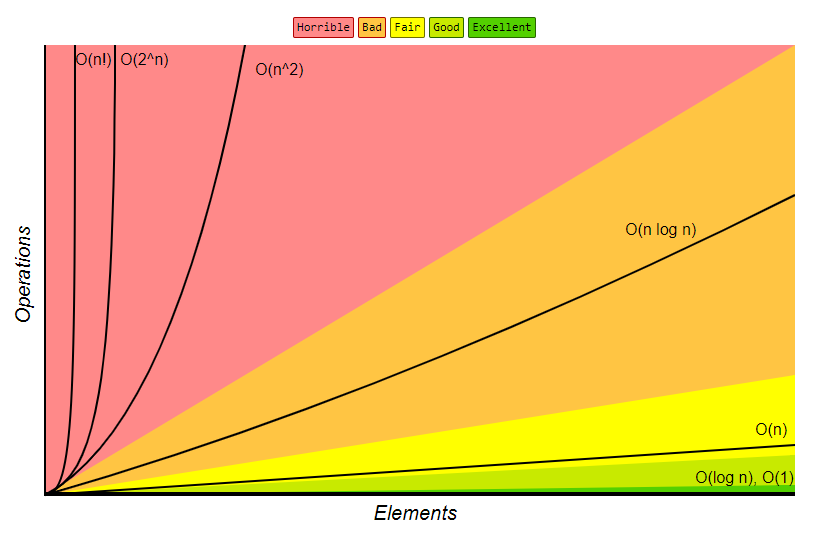 Horrible Bad Fair Good Excellent
O(n!) O(2^n)
O(n^2)
O(n log n)
Operations
O(n)
O(log n), O(1)
Elements